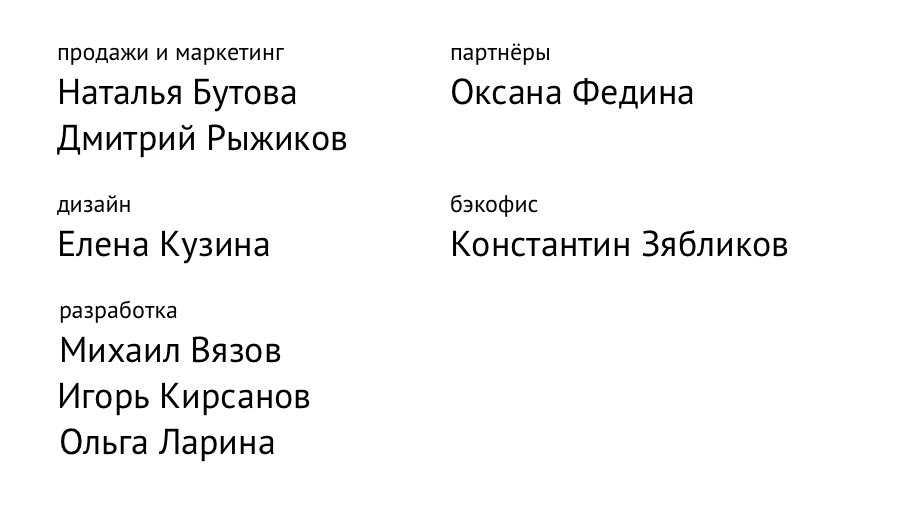 продажи и маркетинг
Наталья Бутова
Дмитрий Рыжиков
партнёры
Оксана Федина
дизайн
Елена Кузина
бэкофис
Константин Зябликов
разработка
Михаил Вязов
Игорь Кирсанов
Ольга Ларина